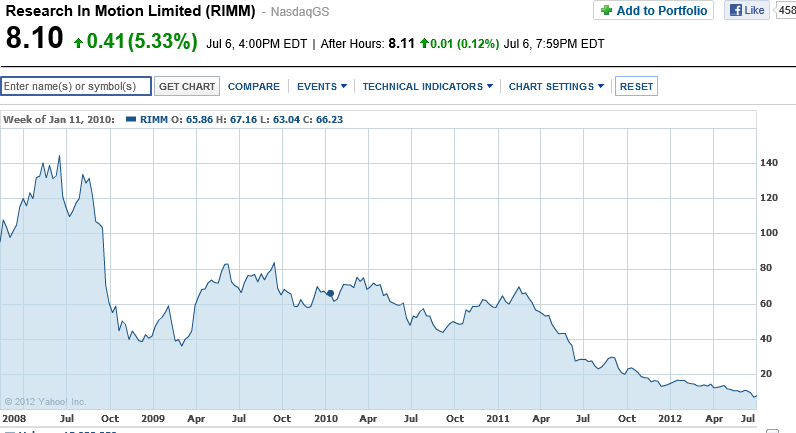 Research In Motion Limited (RIMM) - NasdaqGS
Add to Portfolio
Like
458
8.10 0.41 (5.33%) Jul 6, 4:00PM EDT | After Hours: 8.11 0.01 (0.12%) Jul 6, 7:59PM EDT
Enter name(s) or symbol(s) GET CHART COMPARE EVENTS TECHNICAL INDICATORS CHART SETTINGS RESET
Week of Jan 11, 2010: RIMM O: 65.86 H: 67.16 L: 63.04 C: 66.23
140
120
100
80
60
40
20
© 2012 Yahoo! Inc.
2008 Jul Oct 2009 Apr Jul Oct 2010 Apr Jul Oct 2011 Apr Jul Oct 2012 Apr Jul